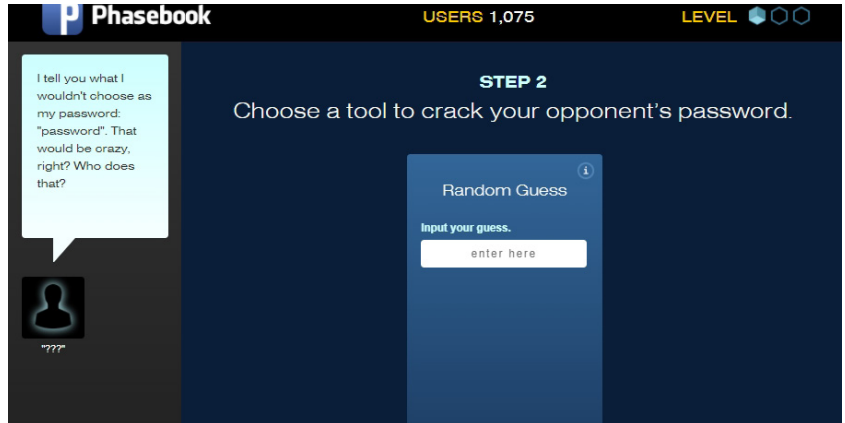 p Phasebook
USERS 1,075
LEVEL
I tell you what I
wouldn't choose as
my password:
"password". That
would be crazy,
right? Who does
that?
"???"
STEP 2
Choose a tool to crack your opponent's password.
i
Random Guess
Input your guess.
enter here